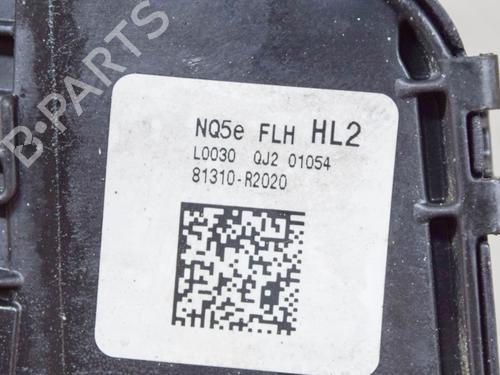 B-PARTS
NQ5e FLH HL2
L0030 QJ2 01054
81310-R2020